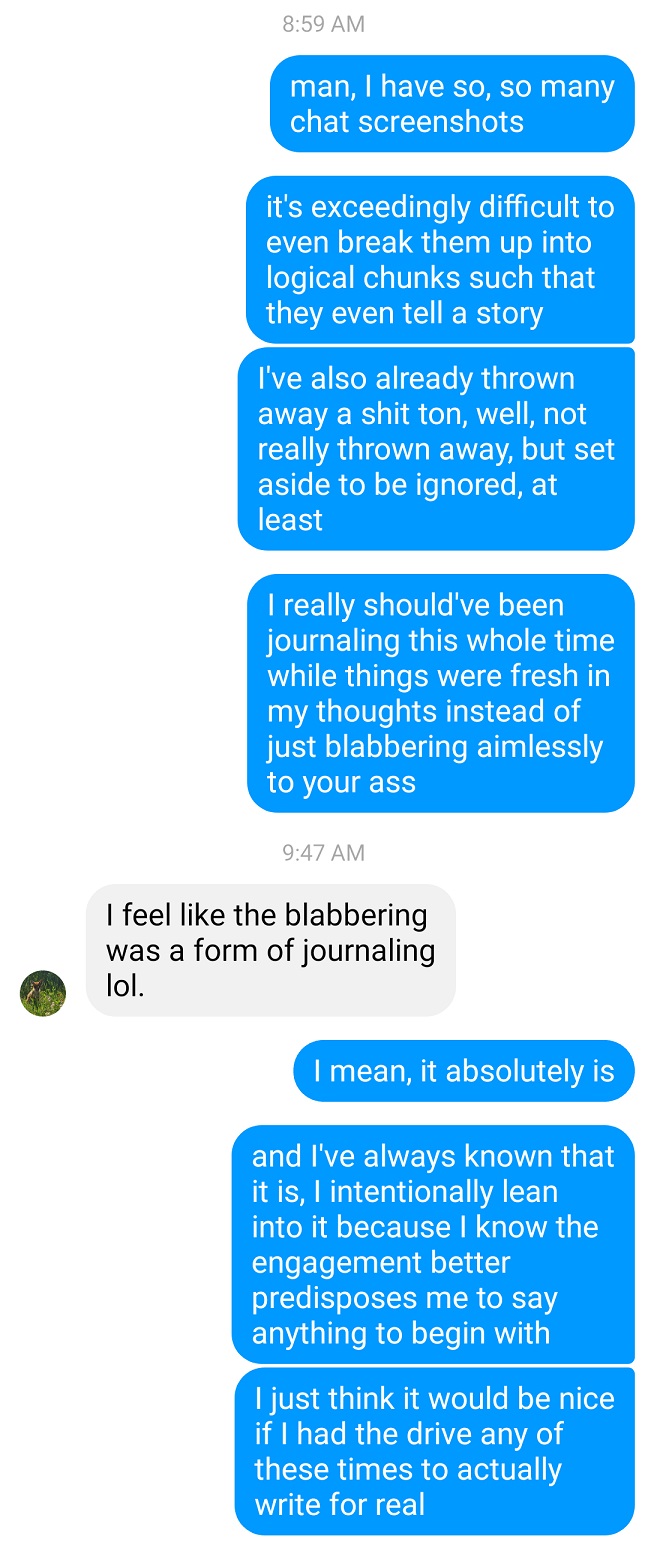 8:59 AM
man, I have so, so many
chat screenshots
it's exceedingly difficult to
even break them up into
logical chunks such that
they even tell a story
I've also already thrown
away a shit ton, well, not
really thrown away, but set
aside to be ignored, at
least
I really should've been
journaling this whole time
while things were fresh in
my thoughts instead of
just blabbering aimlessly
to your ass
9:47 AM
I feel like the blabbering
was a form of journaling
lol.
I mean, it absolutely is
and I've always known that
it is, I intentionally lean
into it because I know the
engagement better
predisposes me to say
anything to begin with
I just think it would be nice
if I had the drive any of
these times to actually
write for real